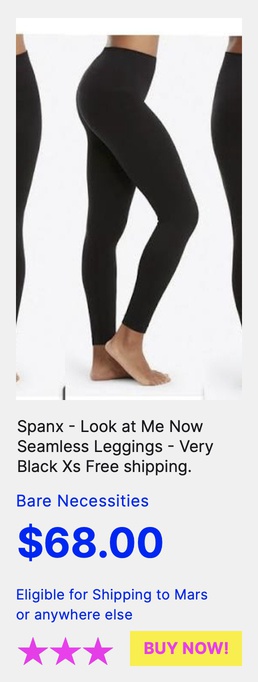 Spanx - Look at Me Now
Seamless Leggings - Very
Black Xs Free shipping.
Bare Necessities
$68.00
Eligible for Shipping to Mars
or anywhere else
BUY NOW!